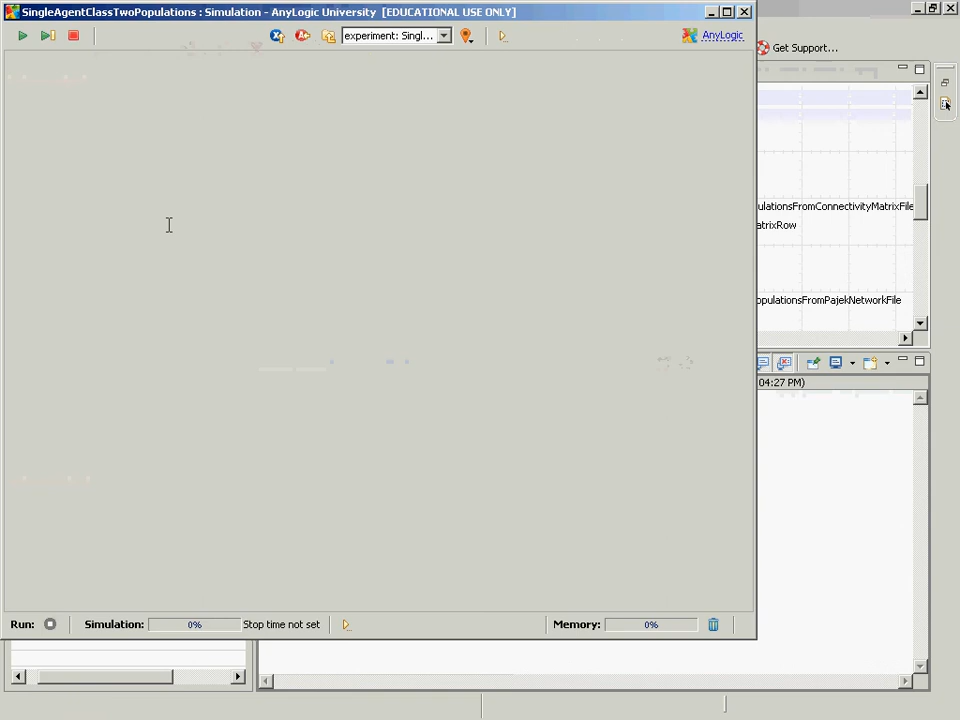 SingleAgentClassTwoPopulations : Simulation - AnyLogic University [EDUCATIONAL USE ONLY]
experiment: Singl...
AnyLogic
Get Support...
ulationsFromConnectivityMatrixFile
atrixRow
opulationsFromPajekNetworkFile
04:27 PM)
Run:
Simulation:
0%
Stop time not set
Memory:
0%